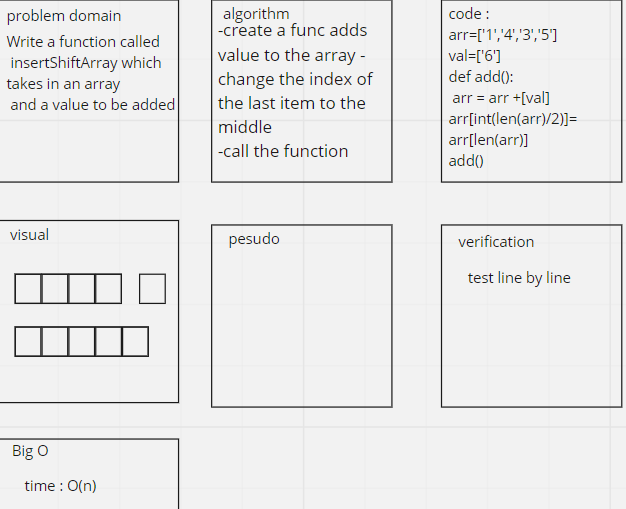 problem domain
Write a function called
insertShiftArray which
takes in an array
and a value to be added
algorithm
-create a func adds
value to the array -
change the index of
the last item to the
middle
-call the function
code :
arr=['1','4','3','5']
val=['6']
def add():
arr = arr +[val]
arr[int(len(arr)/2)]=
arr[len(arr)]
add()
visual
pesudo
verification
test line by line
Big O
time : O(n)